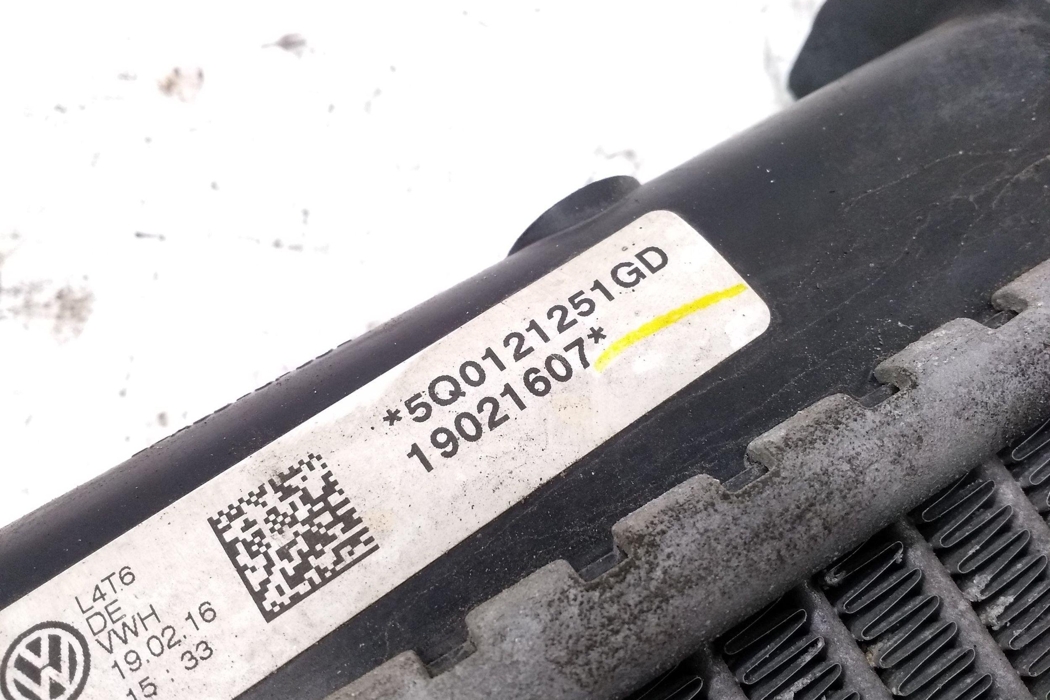 *5Q0121251GD
19021607*
L4T6
DE
VWH
19.02.16
15:33